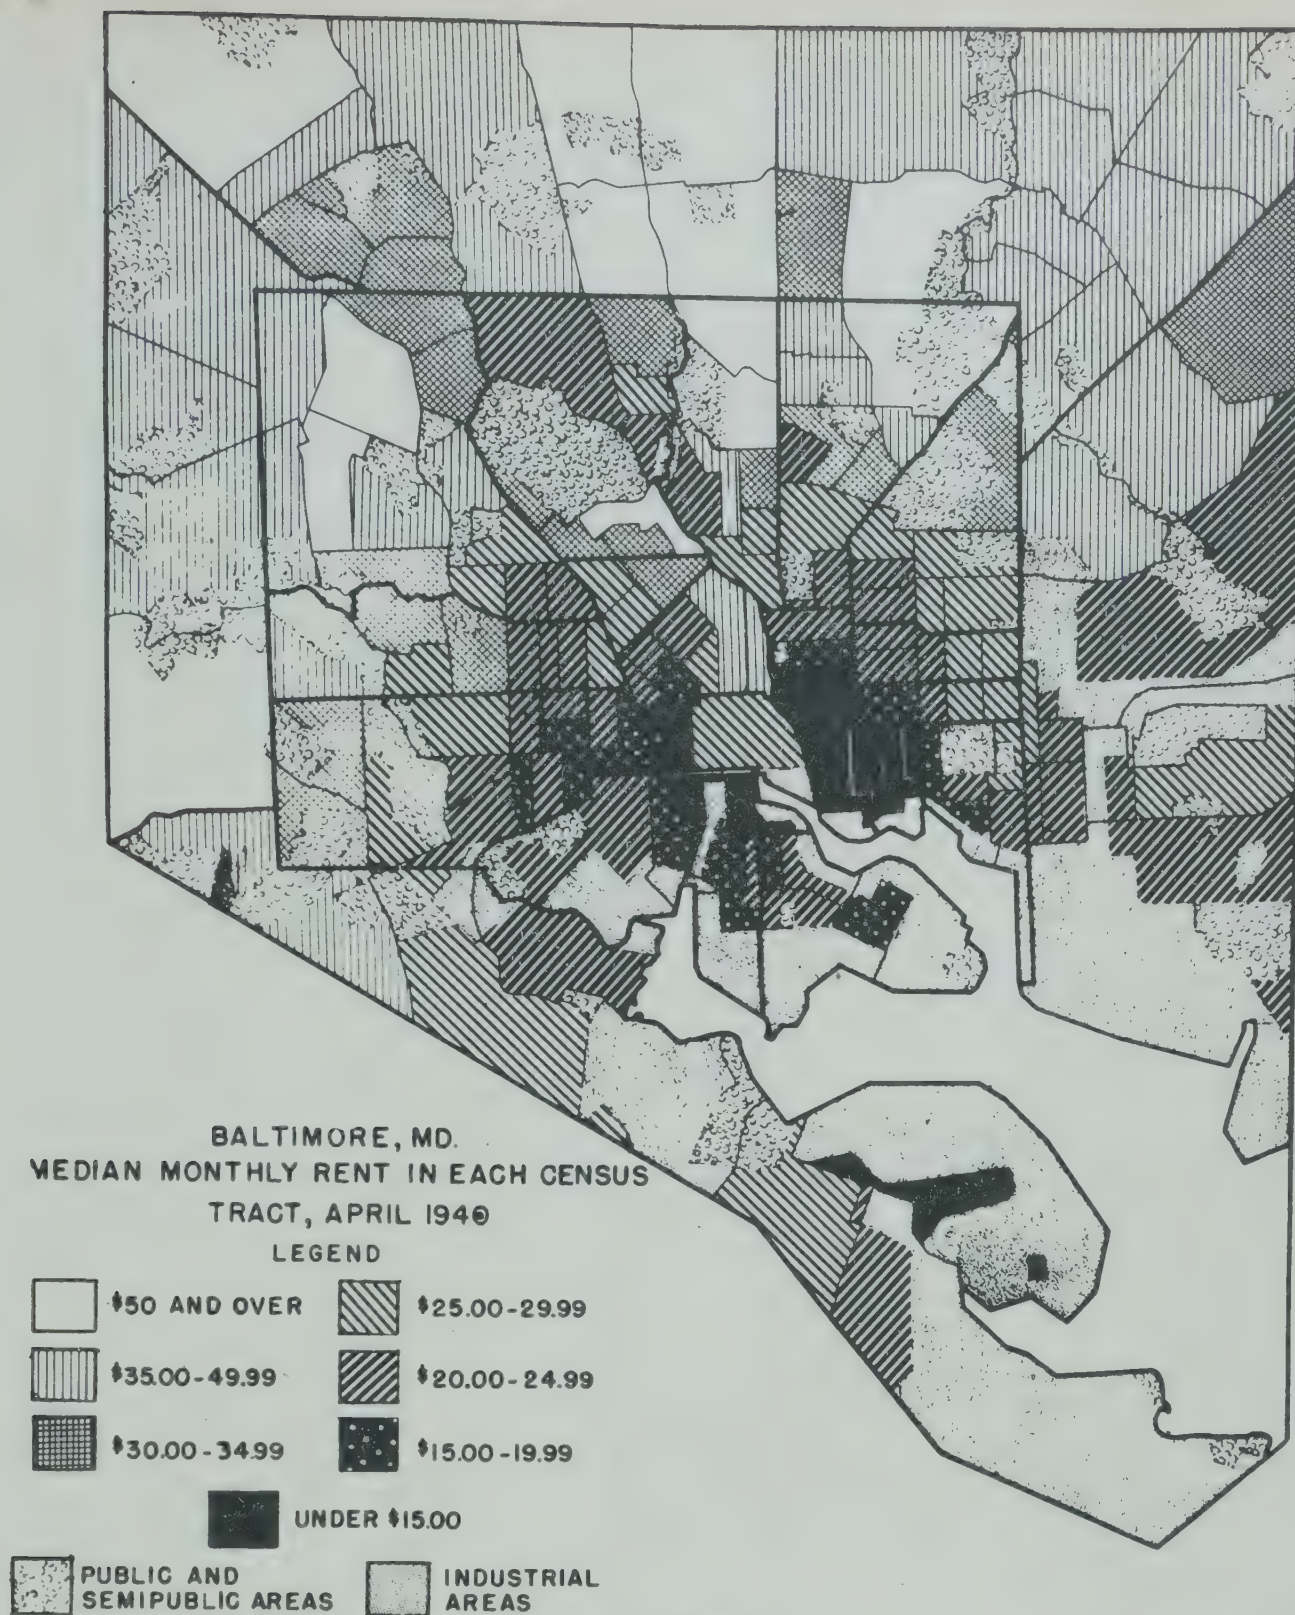 BALTIMORE, MD.
MEDIAN MONTHLY RENT IN EACH CENSUS
TRACT, APRIL 1940
LEGEND
$50 AND OVER
$25.00-29.99
$35.00-49.99
$20.00-24.99
$30.00-34.99
$15.00-19.99
UNDER $15.00
PUBLIC AND
SEMIPUBLIC AREAS
INDUSTRIAL
AREAS